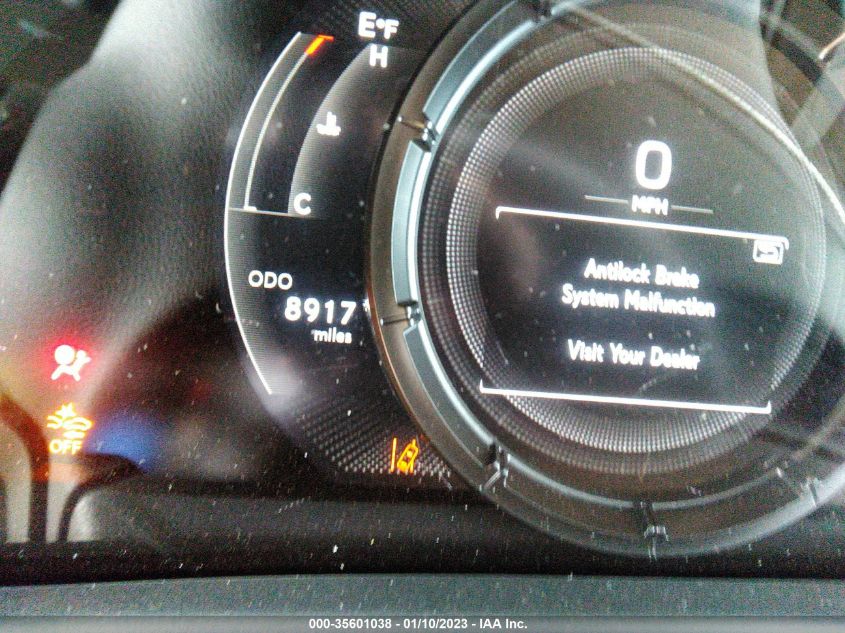 E F
H
C
0
MPH
Antilock Brake
System Malfunction
Visit Your Dealer
ODO
miles
OFF
000-35601038 - 01/10/2023 - IAA Inc.